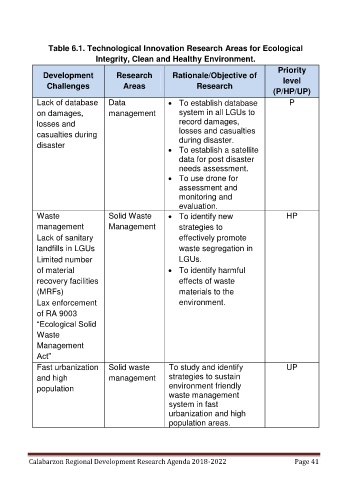 Table 6.1. Technological Innovation Research Areas for Ecological
Integrity, Clean and Healthy Environment.
Development
Challenges
Research
Areas
Rationale/Objective of
Research
Priority
level
(P/HP/UP)
Lack of database
on damages,
losses and
casualties during
disaster
Data
management
• To establish database
system in all LGUs to
record damages,
losses and casualties
during disaster.
• To establish a satellite
data for post disaster
needs assessment.
• To use drone for
assessment and
monitoring and
evaluation.
P
Waste
management
Lack of sanitary
landfills in LGUs
Limited number
of material
recovery facilities
(MRFs)
Lax enforcement
of RA 9003
“Ecological Solid
Waste
Management
Act”
Solid Waste
Management
• To identify new
strategies to
effectively promote
waste segregation in
LGUs.
• To identify harmful
effects of waste
materials to the
environment.
HP
Fast urbanization
and high
population
Solid waste
management
To study and identify
strategies to sustain
environment friendly
waste management
system in fast
urbanization and high
population areas.
UP
Calabarzon Regional Development Research Agenda 2018-2022 Page 41